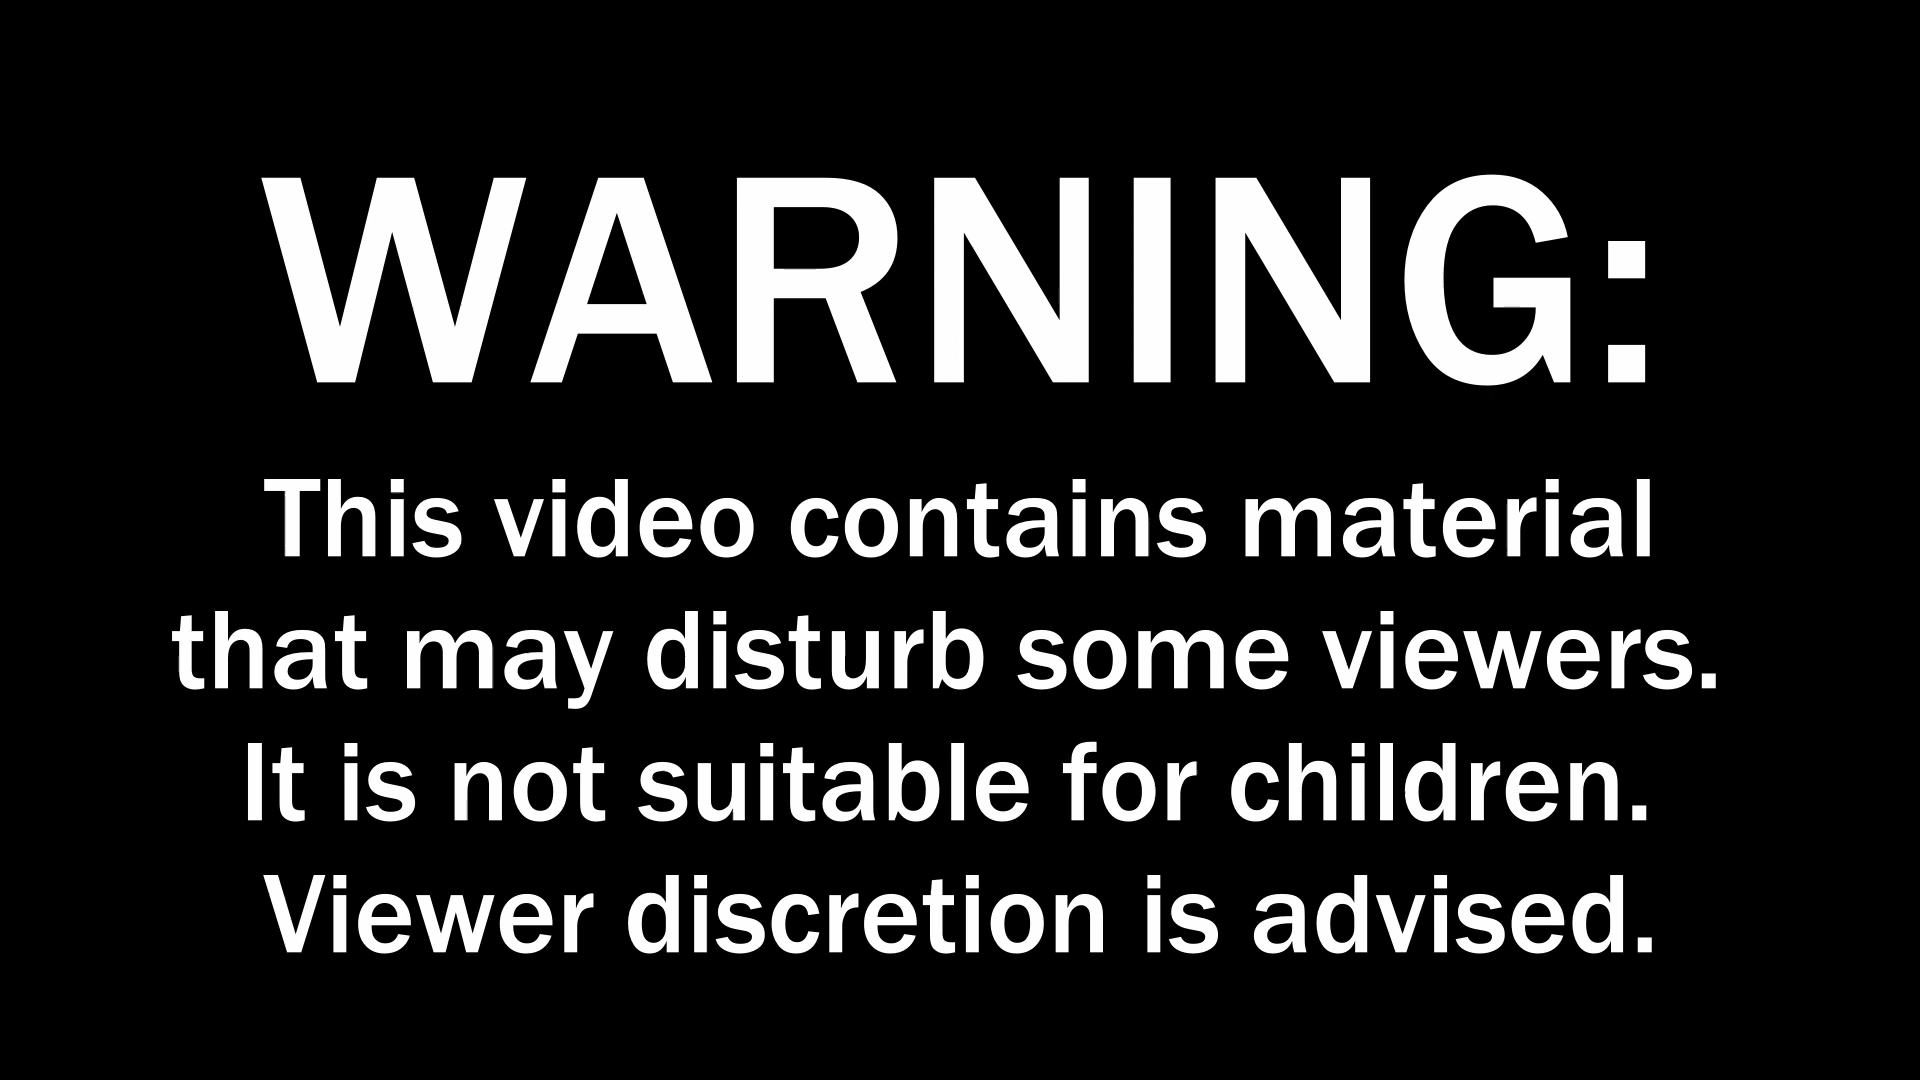 WARNING:
This video contains material
that may disturb some viewers.
It is not suitable for children.
Viewer discretion is advised.